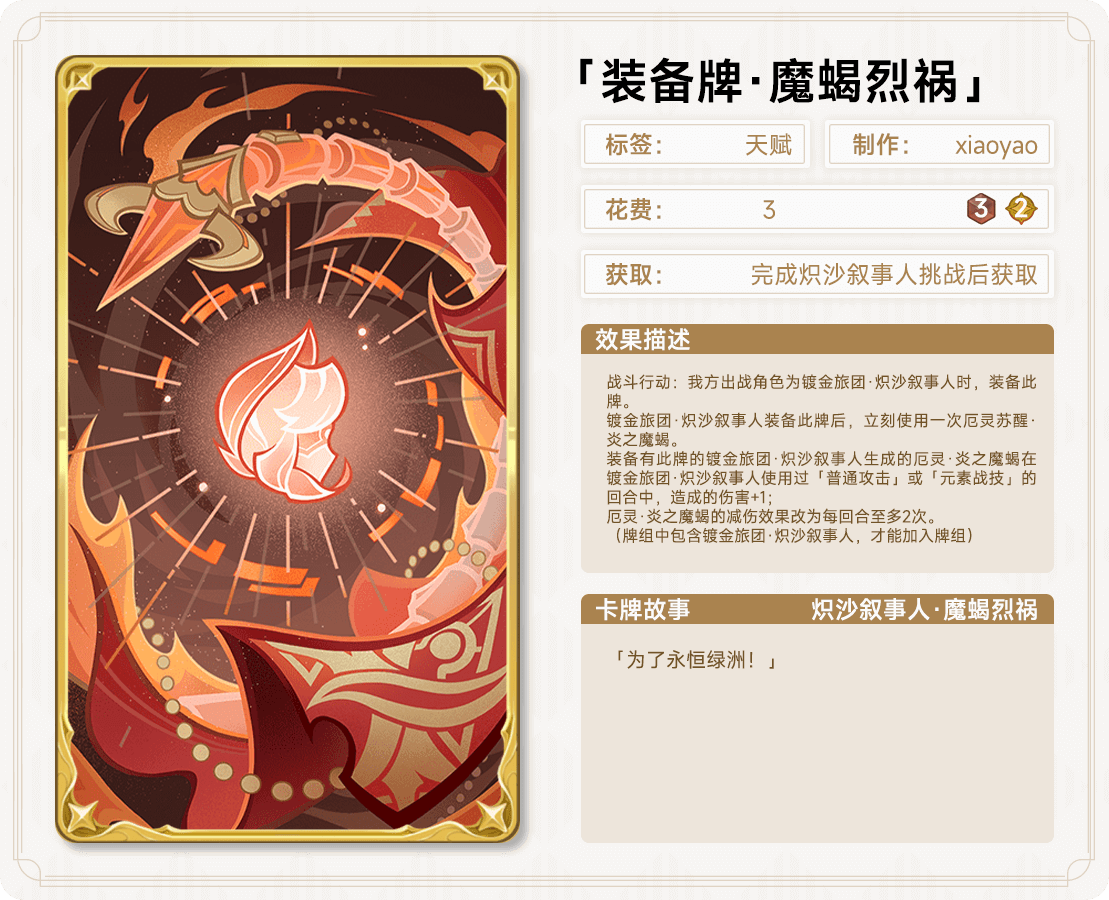 「装备牌·魔蝎烈祸」
标签： 天赋 制作： xiaoyao
花费： 3 3 2
获取： 完成炽沙叙事人挑战后获取
效果描述
战斗行动：我方出战角色为镀金旅团·炽沙叙事人时，装备此
牌。
镀金旅团·炽沙叙事人装备此牌后，立刻使用一次厄灵苏醒·
炎之魔蝎。
装备有此牌的镀金旅团·炽沙叙事人生成的厄灵·炎之魔蝎在
镀金旅团·炽沙叙事人使用过「普通攻击」或「元素战技」的
回合中，造成的伤害+1;
厄灵·炎之魔蝎的减伤效果改为每回合至多2次。
（牌组中包含镀金旅团·炽沙叙事人，才能加入牌组）
卡牌故事 炽沙叙事人·魔蝎烈祸
「为了永恒绿洲！」